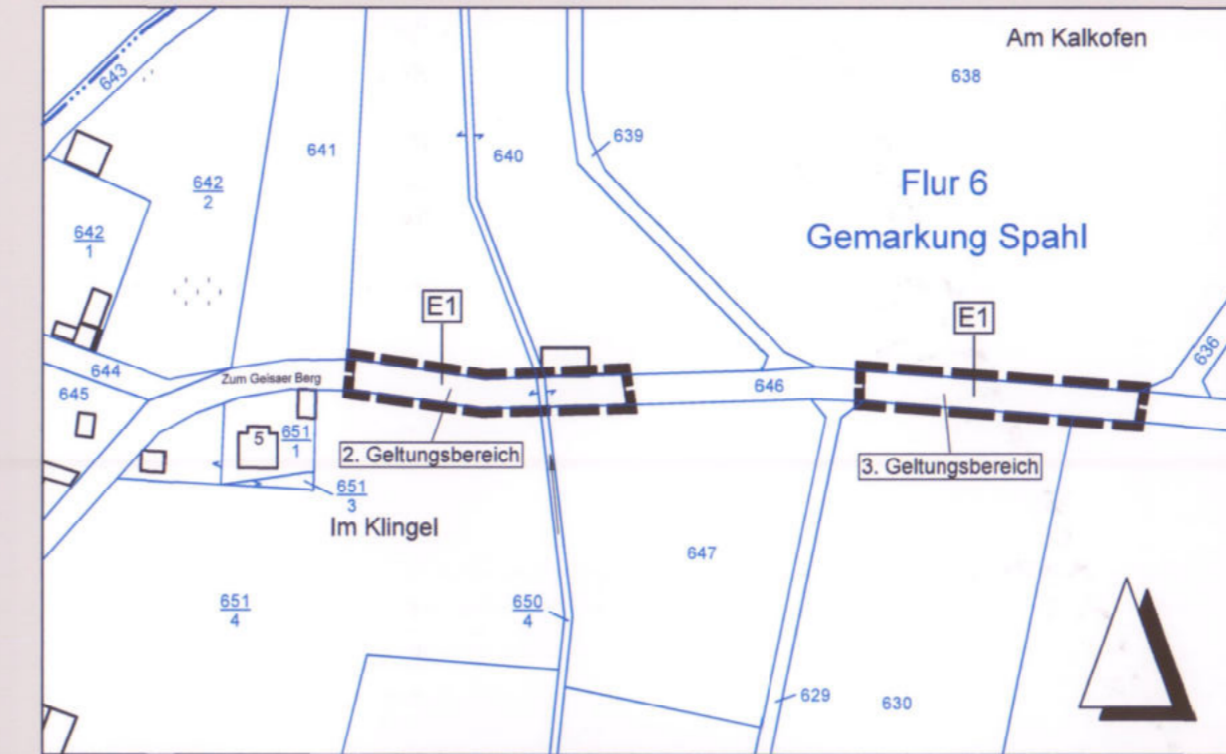 Am Kalkofen
638
643
639
641
640
642
2
Flur 6
642
1
Gemarkung Spahl
E1
E1
636
644
Zum Geisaer Berg
646
645
5
651
1
2. Geltungsbereich
3. Geltungsbereich
651
3
Im Klingel
647
651
4
650
4
629
630